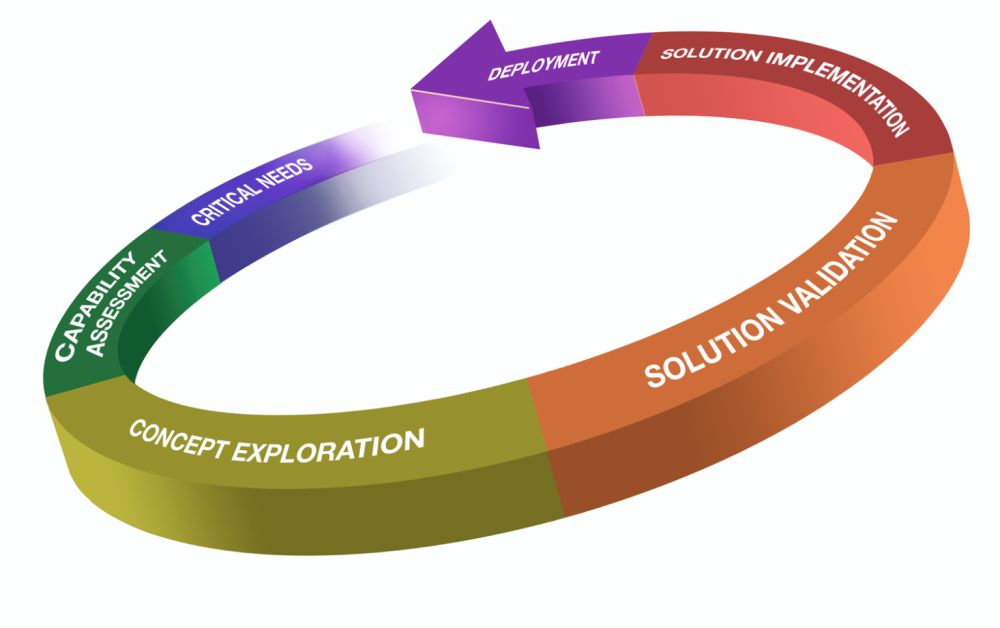 CRITICAL NEEDS
CAPABILITY
ASSESSMENT
CONCEPT EXPLORATION
SOLUTION VALIDATION
SOLUTION IMPLEMENTATION
DEPLOYMENT